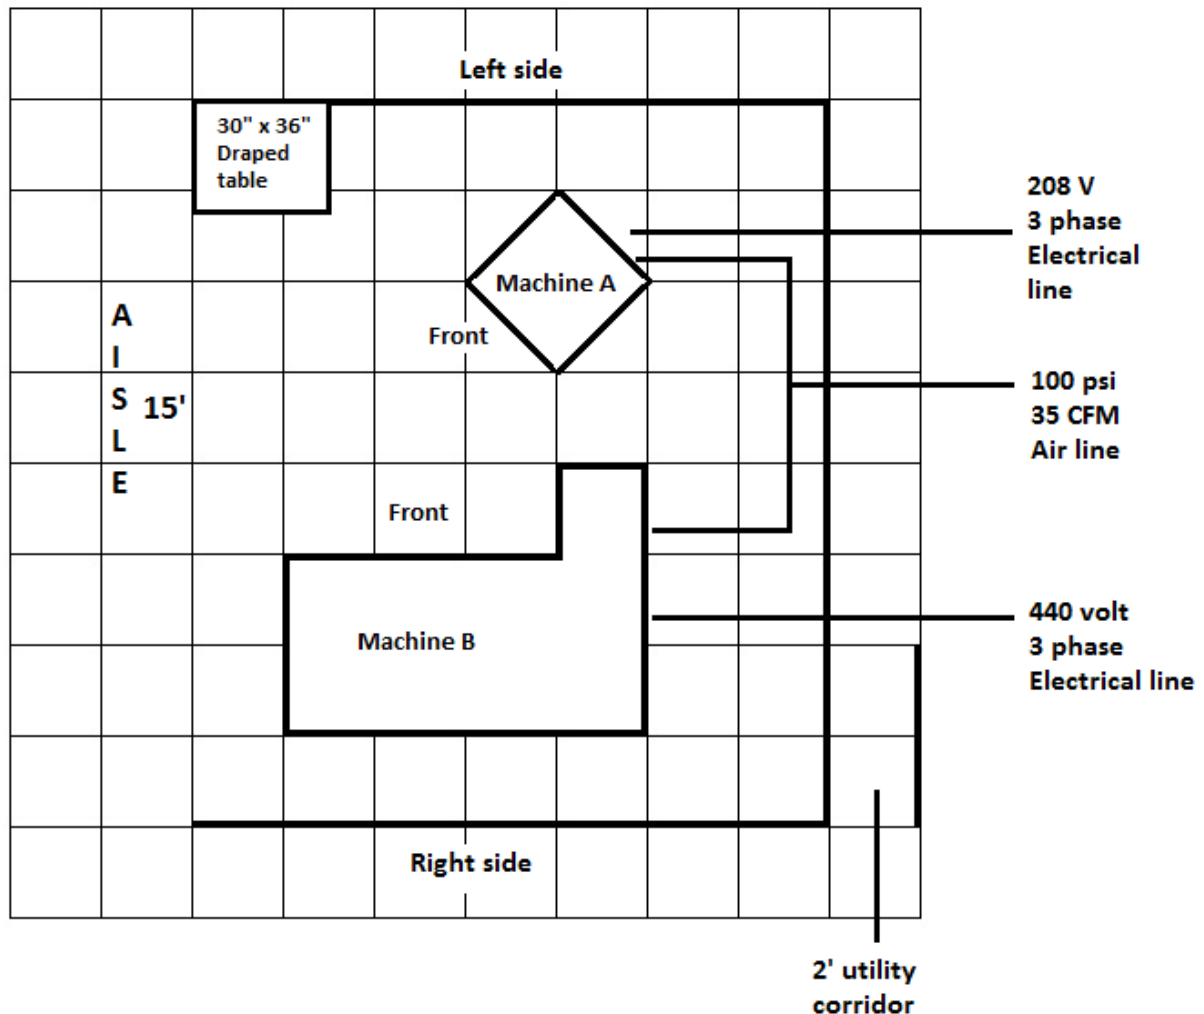 Left side
30" x 36"
Draped
table
208 V
3 phase
Electrical
line
Machine A
Front
A
I
S
L
E
15'
100 psi
35 CFM
Air line
Front
440 volt
3 phase
Electrical line
Machine B
Right side
2' utility
corridor